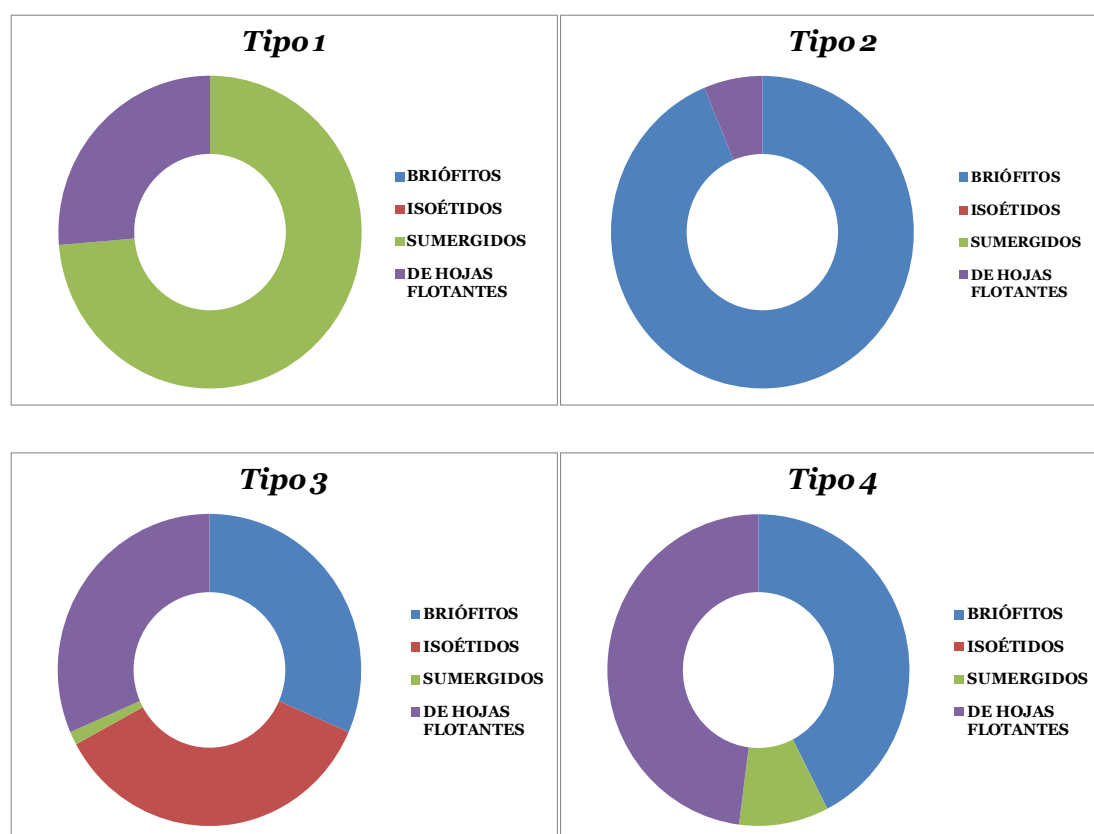 Tipo 1
BRIÓFITOS
ISOÉTIDOS
SUMERGIDOS
DE HOJAS
FLOTANTES
Tipo 2
BRIÓFITOS
ISOÉTIDOS
SUMERGIDOS
DE HOJAS
FLOTANTES
Tipo 3
BRIÓFITOS
ISOÉTIDOS
SUMERGIDOS
DE HOJAS
FLOTANTES
Tipo 4
BRIÓFITOS
ISOÉTIDOS
SUMERGIDOS
DE HOJAS
FLOTANTES